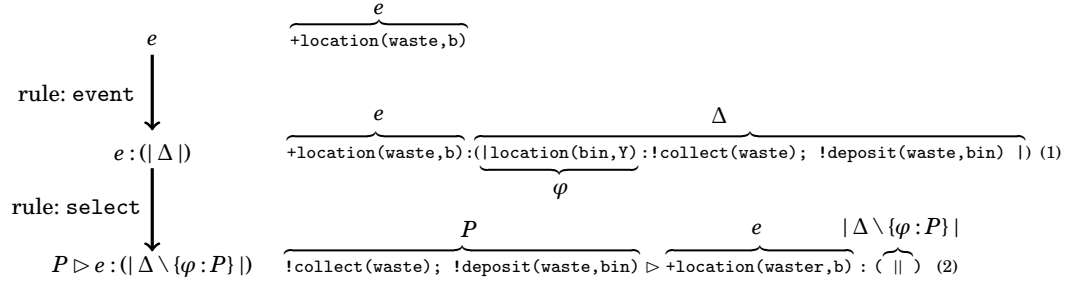 e
e +location(waste,b)
rule: event
e Δ
e : (| Δ |) +location(waste,b) : (|location(bin,Y) : !collect(waste); !deposit(waste,bin) |) (1)
φ
rule: select
P e | Δ \ {φ : P} |
P ▷ e : (| Δ \ {φ : P} |) !collect(waste); !deposit(waste,bin) ▷ +location(waster,b) : ( || ) (2)